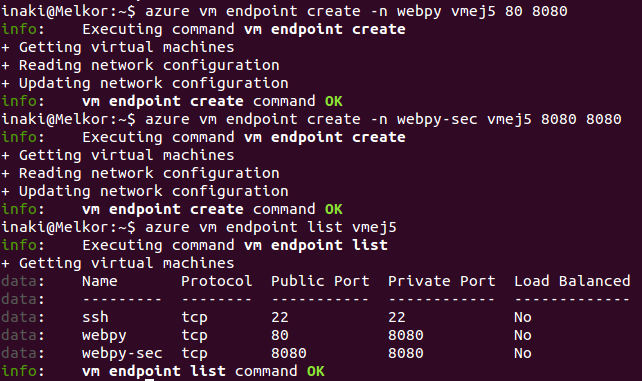 inaki@Melkor:~$ azure vm endpoint create -n webpy vmej5 80 8080
info:    Executing command vm endpoint create
+ Getting virtual machines
+ Reading network configuration
+ Updating network configuration
info:    vm endpoint create command OK
inaki@Melkor:~$ azure vm endpoint create -n webpy-sec vmej5 8080 8080
info:    Executing command vm endpoint create
+ Getting virtual machines
+ Reading network configuration
+ Updating network configuration
info:    vm endpoint create command OK
inaki@Melkor:~$ azure vm endpoint list vmej5
info:    Executing command vm endpoint list
+ Getting virtual machines
data:    Name       Protocol  Public Port  Private Port  Load Balanced
data:    ---------  --------  -----------  ------------  -------------
data:    ssh        tcp       22           22            No
data:    webpy      tcp       80           8080          No
data:    webpy-sec  tcp       8080         8080          No
info:    vm endpoint list command OK